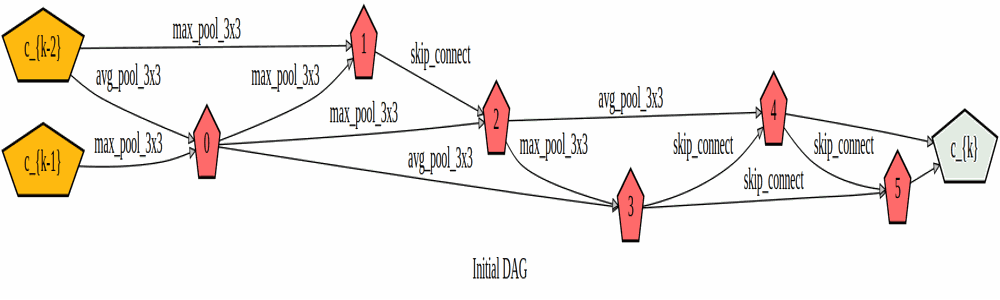 c_{k-2}
max_pool_3x3
1
skip_connect
avg_pool_3x3
max_pool_3x3
max_pool_3x3
2
avg_pool_3x3
4
c_{k-1}
max_pool_3x3
0
avg_pool_3x3
max_pool_3x3
skip_connect
skip_connect
c_{k}
3
skip_connect
5
Initial DAG